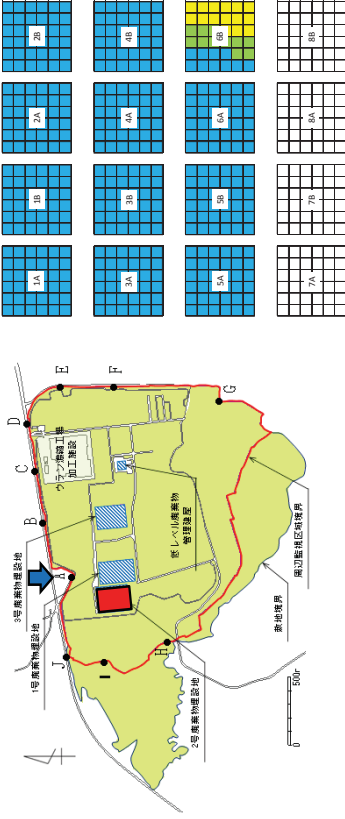 2B
4B
6B
8B
2A
4A
6A
8A
1B
3B
5B
7B
1A
3A
5A
7A
A
B
C
D
E
F
G
H
I
J
ウラン濃縮工場
加工施設
3号廃棄物埋設地
1号廃棄物埋設地
2号廃棄物埋設地
低レベル廃棄物
管理建屋
周辺監視区域境界
敷地境界
0
500m